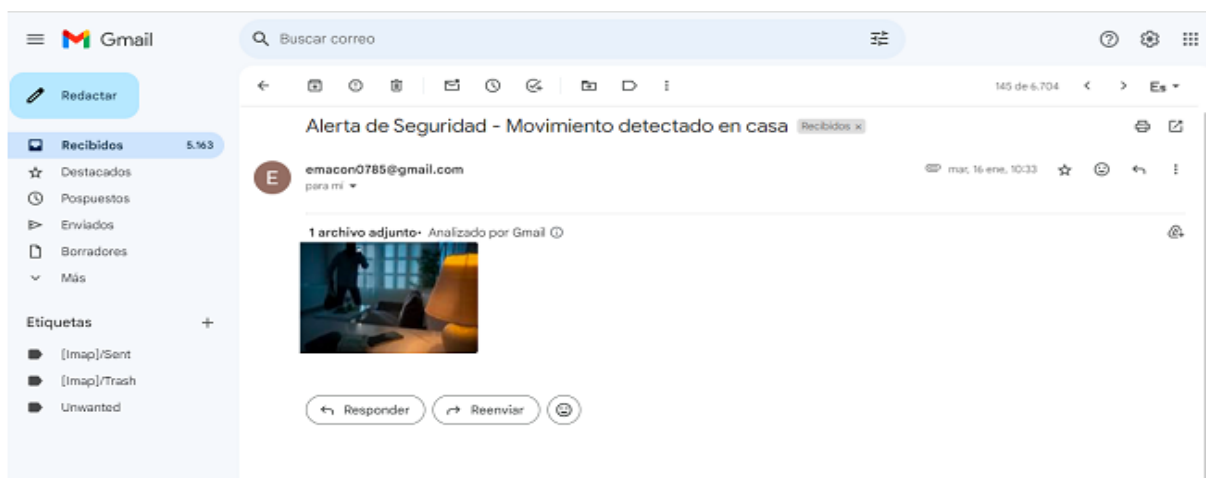 Gmail
Buscar correo
Redactar
145 de 6.704
Es
Alerta de Seguridad - Movimiento detectado en casa Recibidos x
Recibidos 5.163
emacon0785@gmail.com
mar, 16 ene, 10:33
para mí
E
Destacados
Pospuestos
Enviados
Borradores
Más
1 archivo adjunto• Analizado por Gmail
Etiquetas +
[Imap]/Sent
[Imap]/Trash
Unwanted
Responder
Reenviar